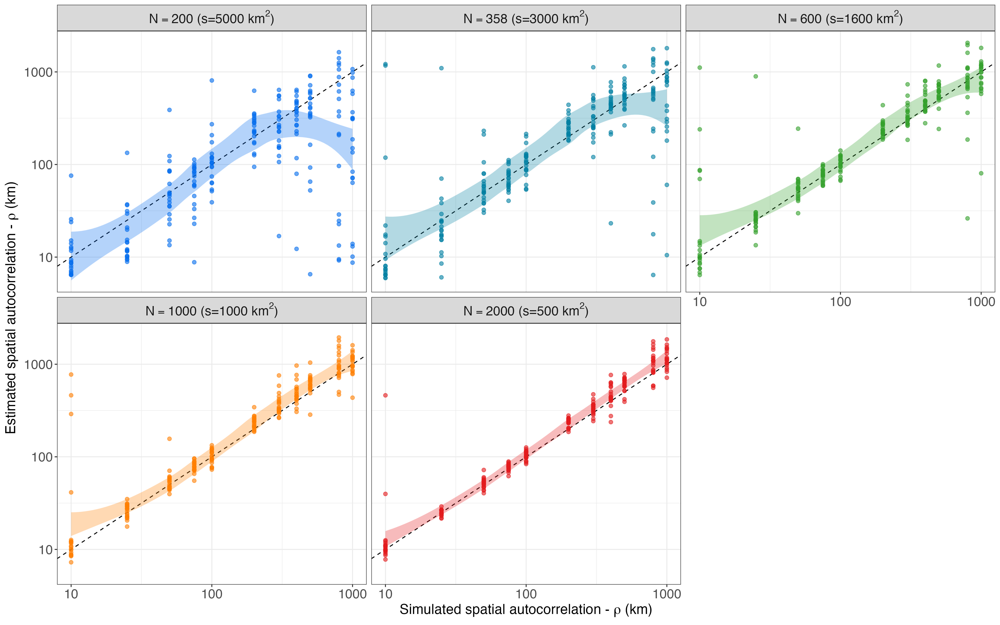 N = 200 (s=5000 km²)
N = 358 (s=3000 km²)
N = 600 (s=1600 km²)
1000
100
10
10
100
1000
N = 1000 (s=1000 km²)
N = 2000 (s=500 km²)
1000
100
10
10
100
1000
10
100
1000
Estimated spatial autocorrelation - ρ (km)
Simulated spatial autocorrelation - ρ (km)